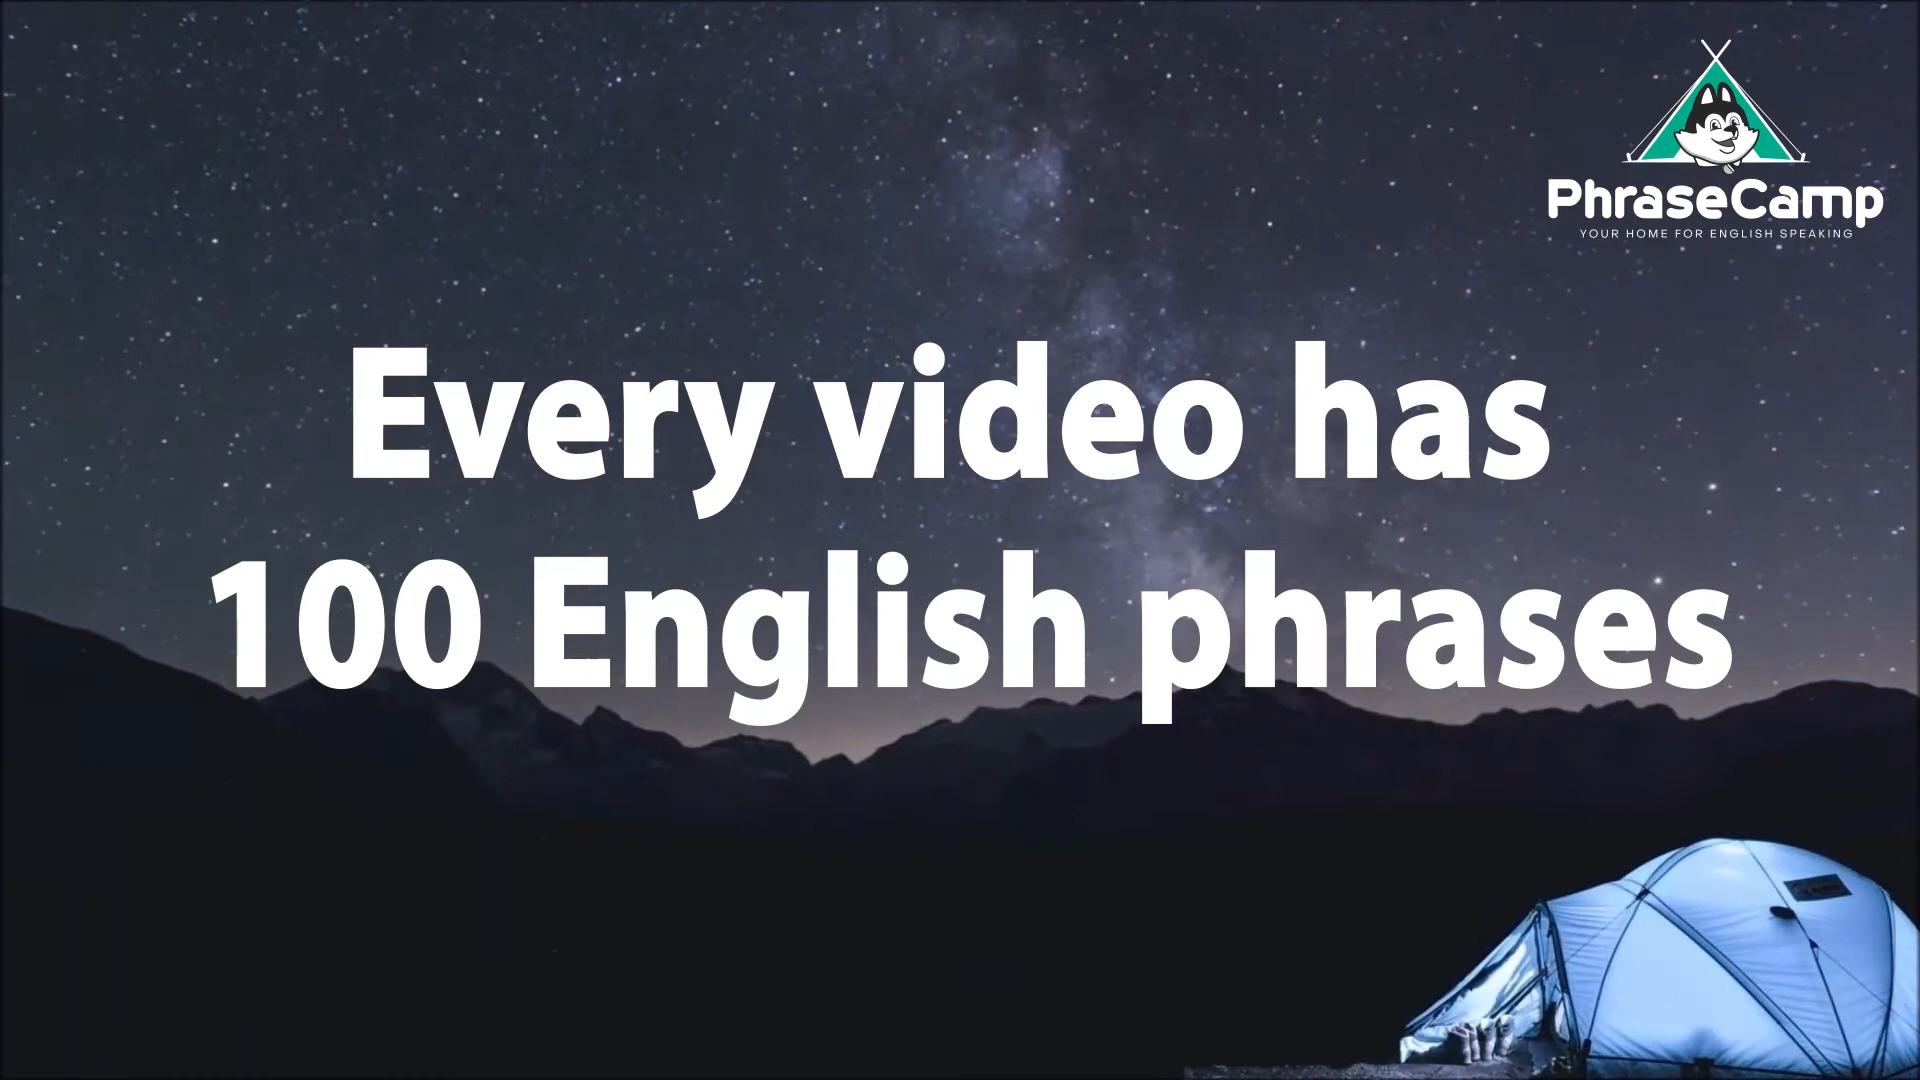 PhraseCamp
YOUR HOME FOR ENGLISH SPEAKING
Every video has
100 English phrases